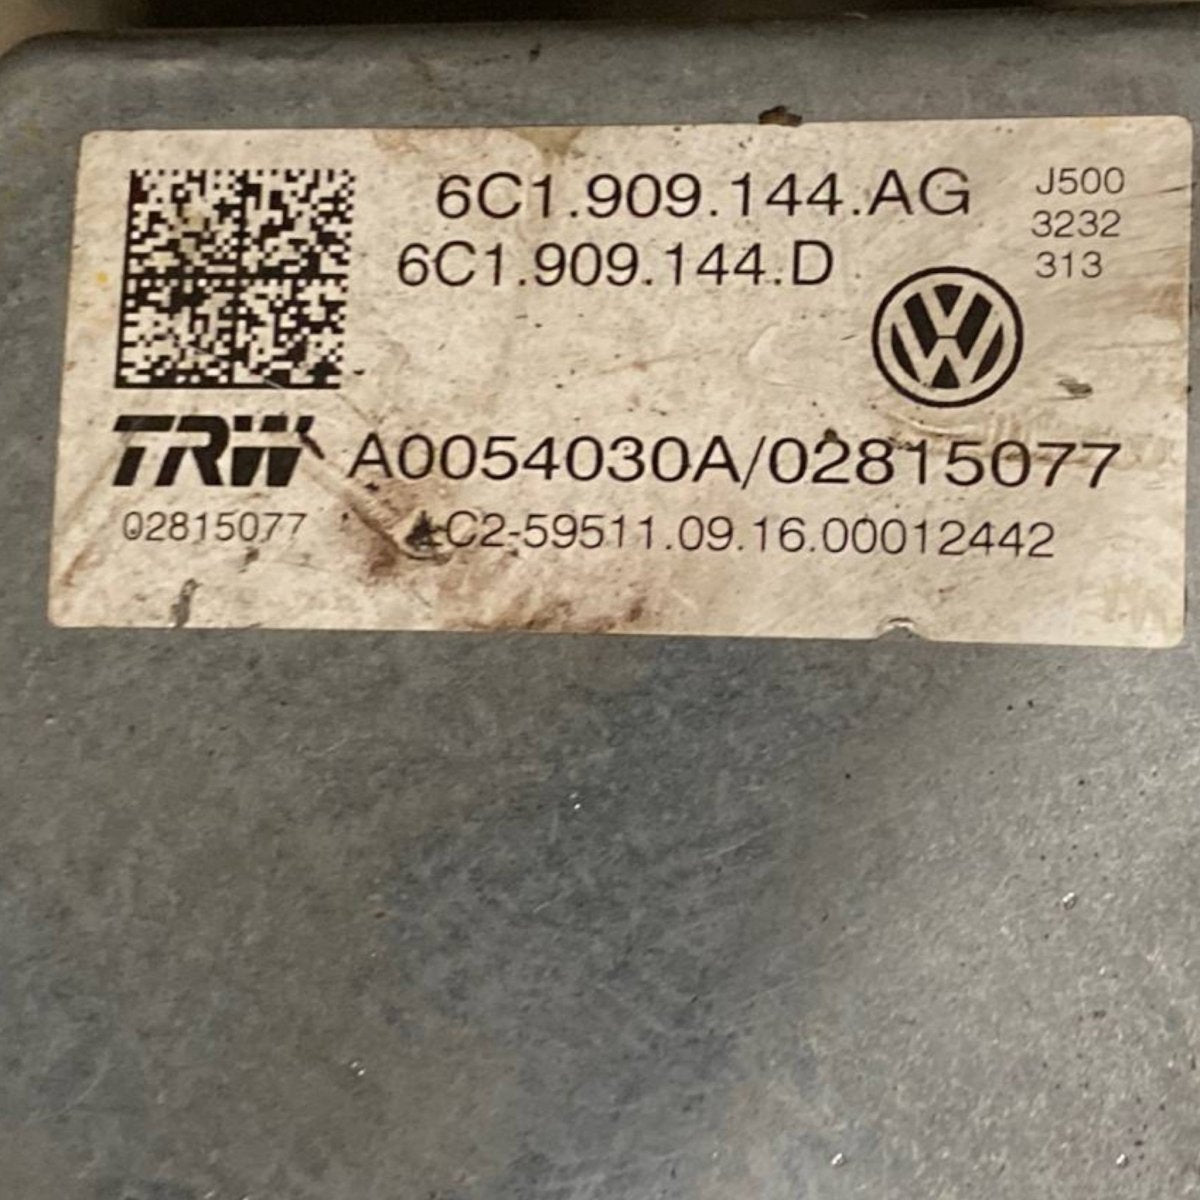 6C1.909.144.AG
6C1.909.144.D
J500
3232
313
TRW
A0054030A/02815077
02815077
C2-59511.09.16.00012442